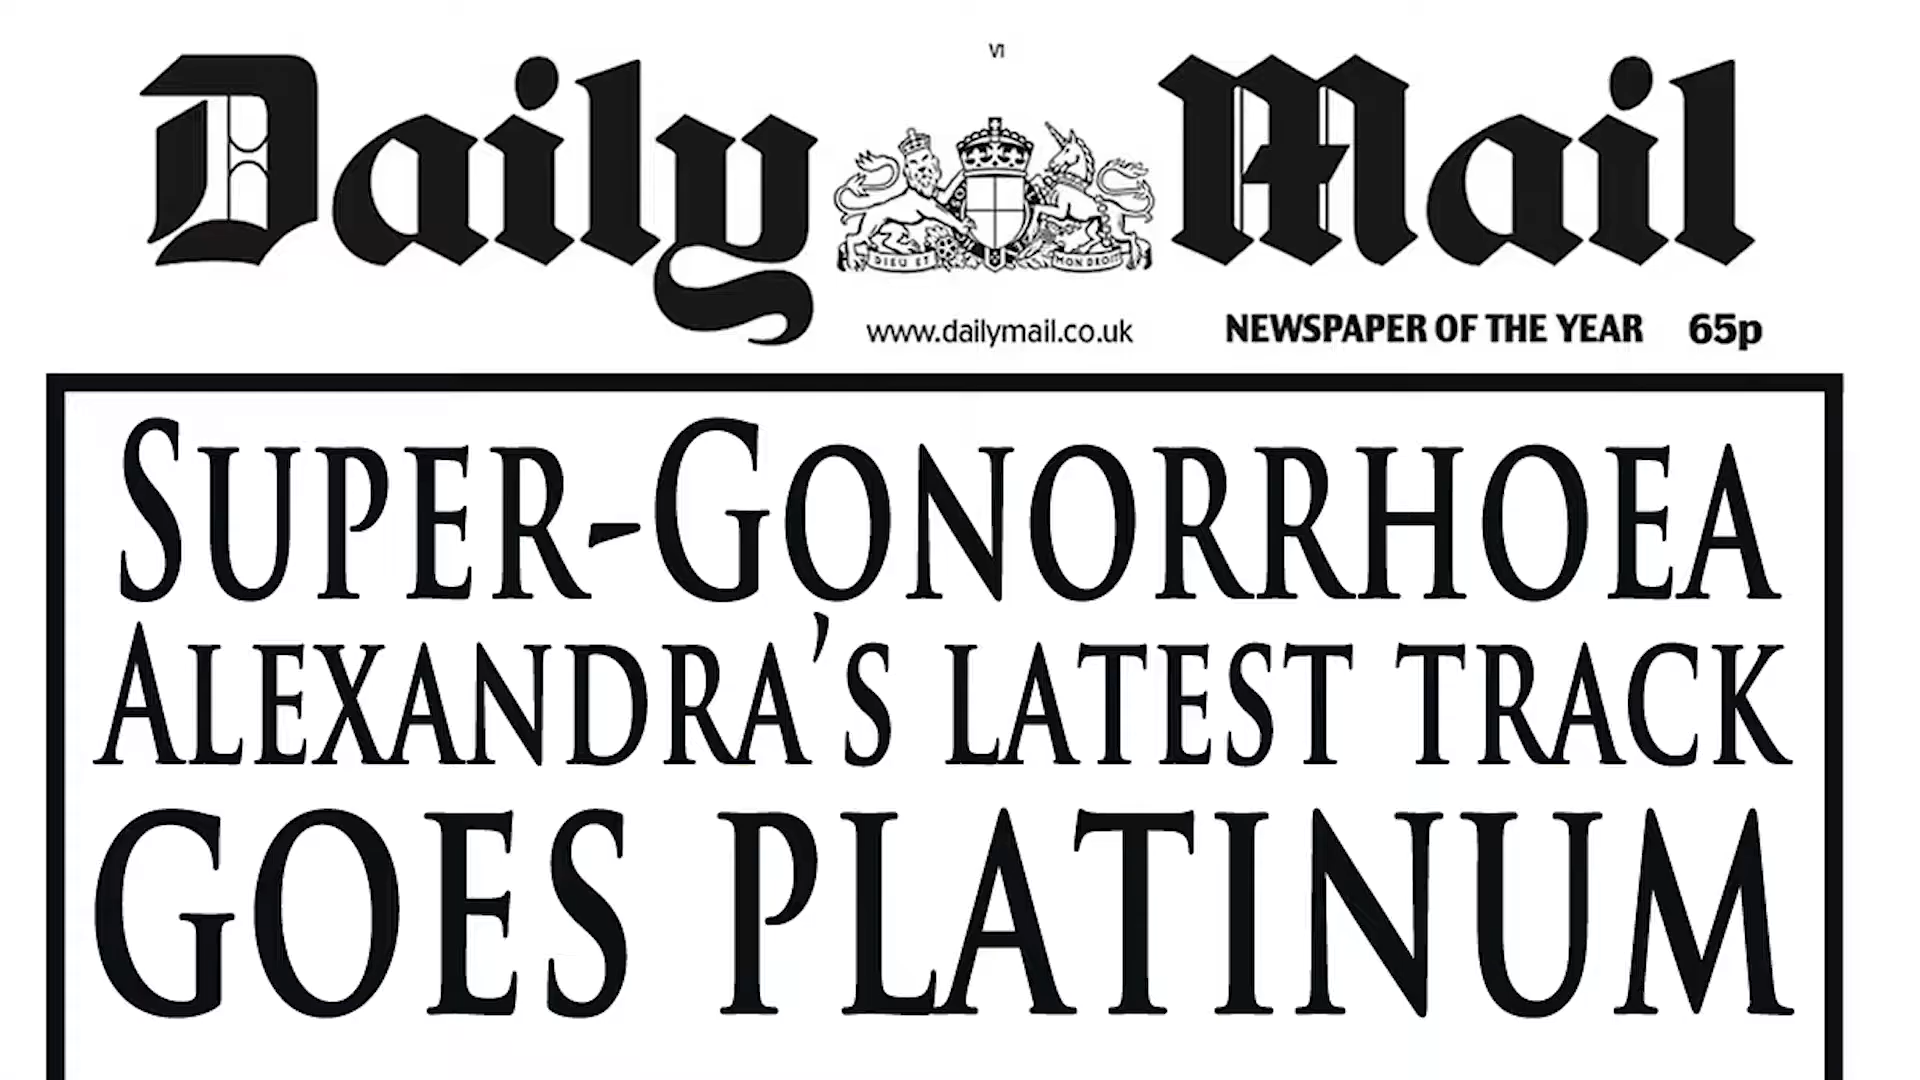 V1
Daily Mail
DIEU ET MON DROIT
www.dailymail.co.uk NEWSPAPER OF THE YEAR 65p
SUPER-GONORRHOEA
ALEXANDRA'S LATEST TRACK
GOES PLATINUM